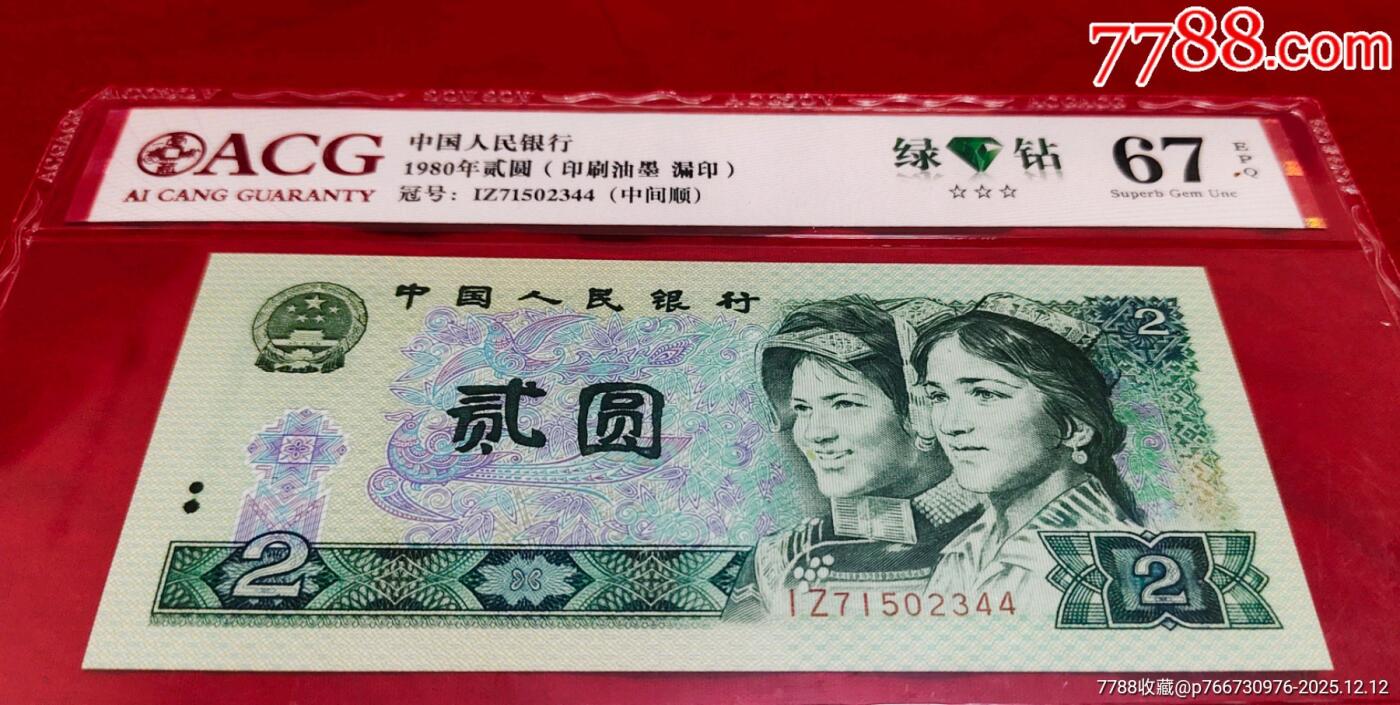 7788.com
ACG
AI CANG GUARANTY
中国人民银行
1980年贰圆（印刷油墨 漏印）
冠号：IZ71502344（中间顺）
绿 钻
☆☆☆
67
EPQ
Superb Gem Unc
中国人民银行
贰圆
2
2
2
IZ71502344
7788收藏@p766730976-2025.12.12